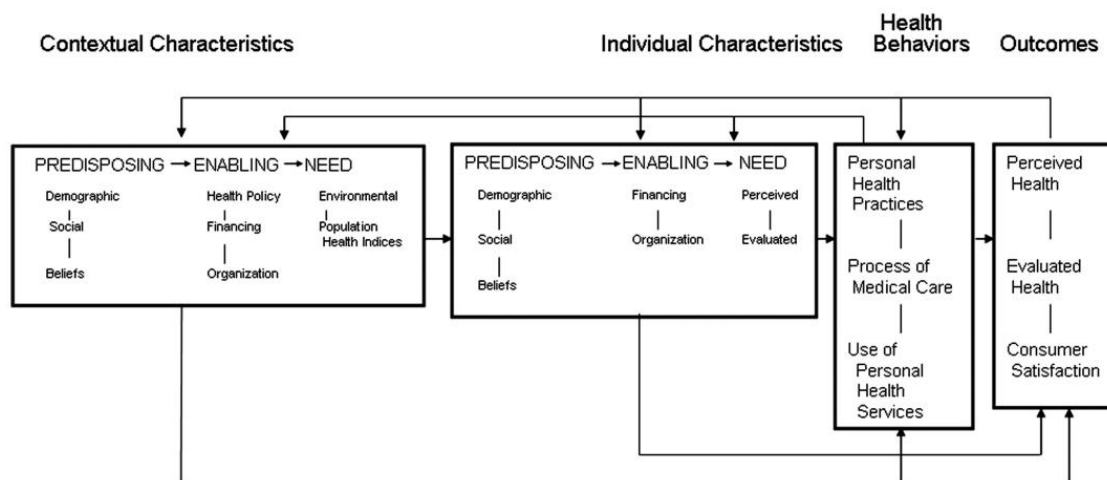 Contextual Characteristics
Individual Characteristics
Health
Behaviors
Outcomes
PREDISPOSING
ENABLING
NEED
Demographic
Social
Beliefs
Health Policy
Financing
Organization
Environmental
Population
Health Indices
PREDISPOSING
ENABLING
NEED
Demographic
Social
Beliefs
Financing
Organization
Perceived
Evaluated
Personal
Health
Practices
Process of
Medical Care
Use of
Personal
Health
Services
Perceived
Health
Evaluated
Health
Consumer
Satisfaction